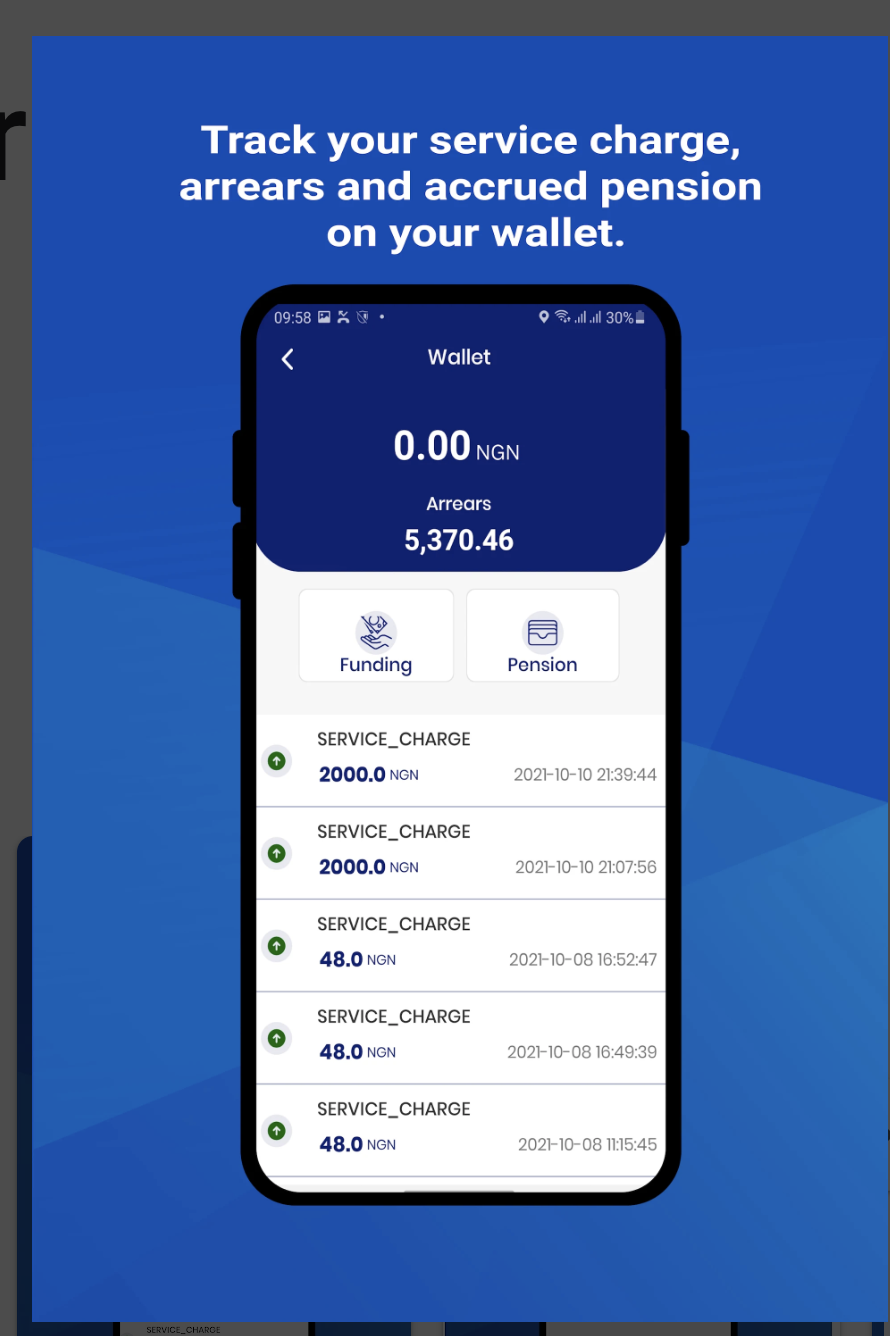 r
Track your service charge,
arrears and accrued pension
on your wallet.
09:58 30%
Wallet
0.00 NGN
Arrears
5,370.46
Funding Pension
SERVICE_CHARGE
2000.0 NGN 2021-10-10 21:39:44
SERVICE_CHARGE
2000.0 NGN 2021-10-10 21:07:56
SERVICE_CHARGE
48.0 NGN 2021-10-08 16:52:47
SERVICE_CHARGE
48.0 NGN 2021-10-08 16:49:39
SERVICE_CHARGE
48.0 NGN 2021-10-08 11:15:45
SERVICE_CHARGE